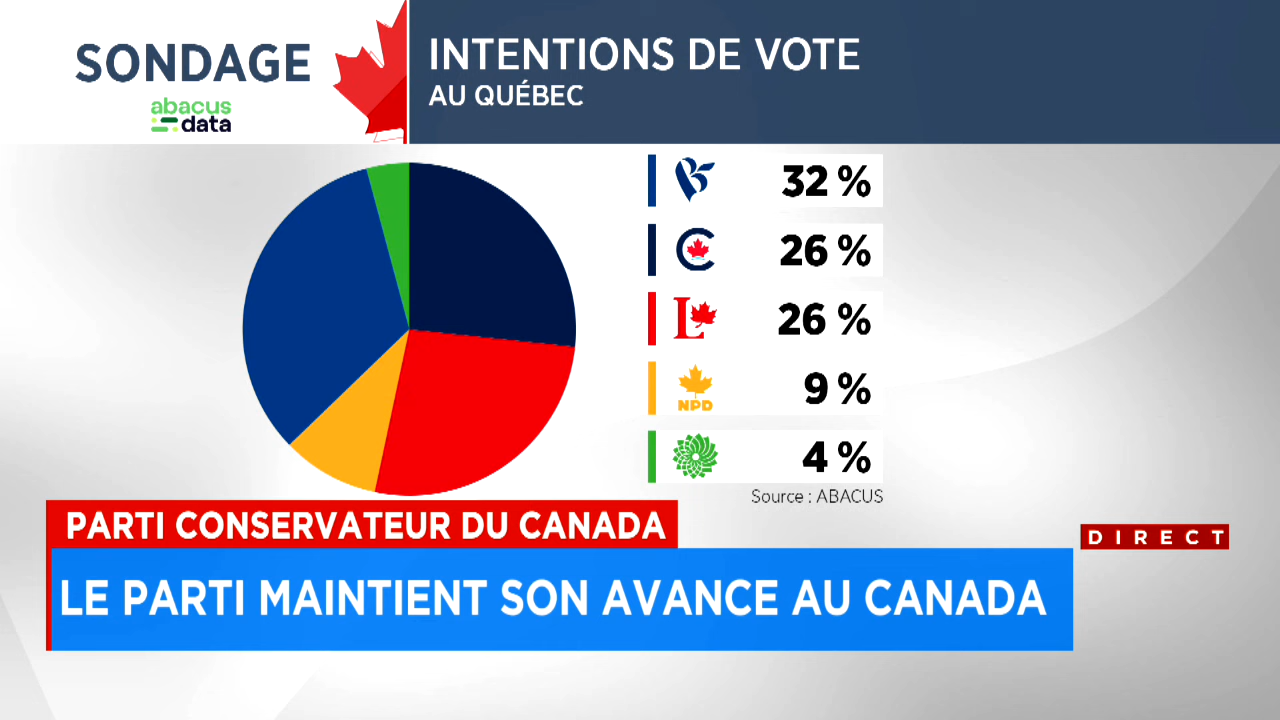 SONDAGE
abacus
data
INTENTIONS DE VOTE
AU QUÉBEC
32 %
26 %
26 %
NPD
9 %
4 %
Source : ABACUS
PARTI CONSERVATEUR DU CANADA
DIRECT
LE PARTI MAINTIENT SON AVANCE AU CANADA